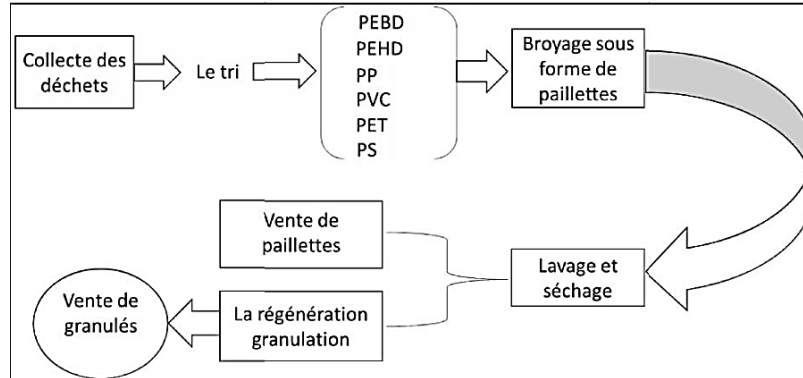 Collecte des
déchets
Le tri
PEBD
PEHD
PP
PVC
PET
PS
Broyage sous
forme de
paillettes
Lavage et
séchage
Vente de
paillettes
La régénération
granulation
Vente de
granulés